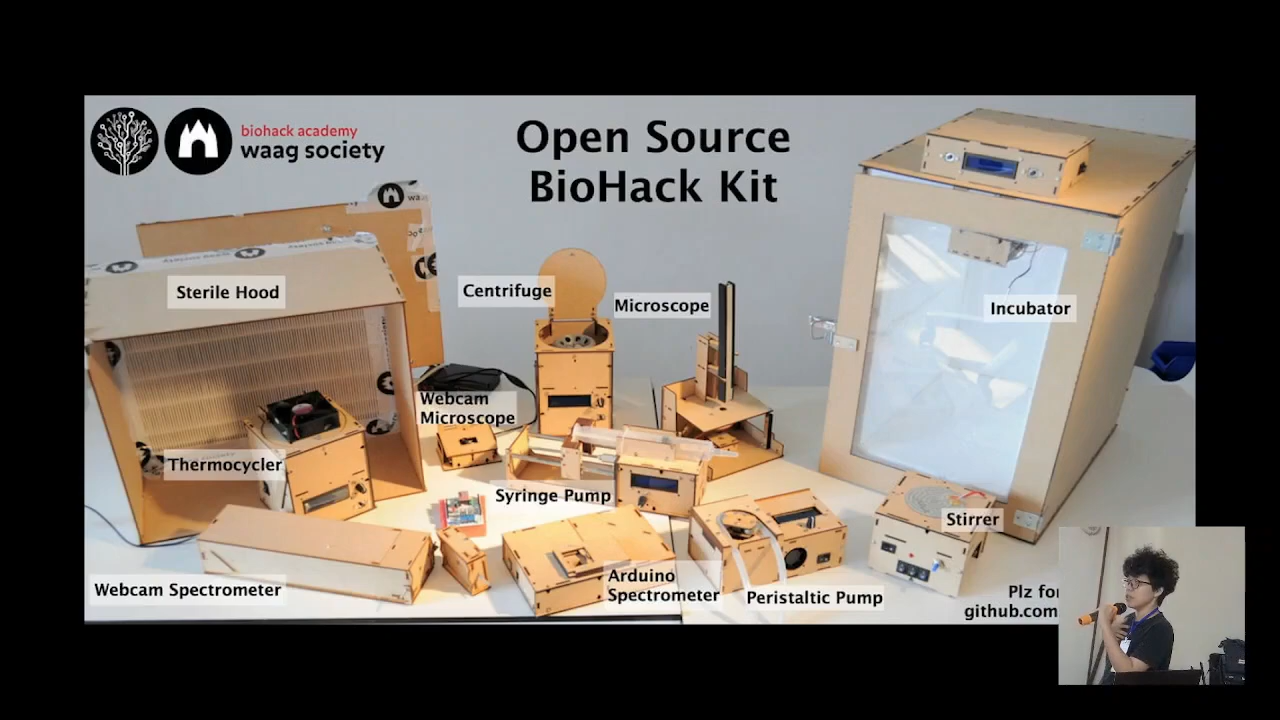 biohack academy
waag society
Open Source
BioHack Kit
Sterile Hood
Centrifuge
Microscope
Incubator
Webcam
Microscope
Thermocycler
Syringe Pump
Stirrer
Webcam Spectrometer
Arduino
Spectrometer
Peristaltic Pump
Plz
github.com